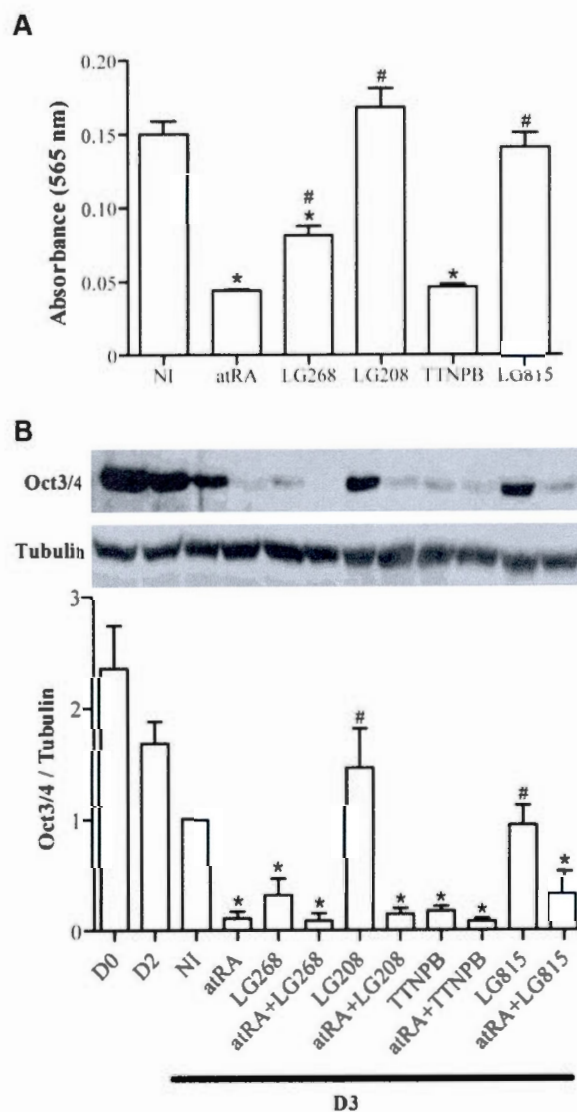 A
Absorbance (565 nm)
0.20
0.15
0.10
0.05
0
#
#
#
*
*
*
NI atRA LG268 LG208 TTNPB LG815
B
Oct3/4
Tubulin
Oct3/4 / Tubulin
3
2
1
0
#
#
*
*
*
*
*
*
*
D0 D2 NI atRA LG268 atRA+LG268 LG208 atRA+LG208 TTNPB atRA+TTNPB LG815 atRA+LG815
D3